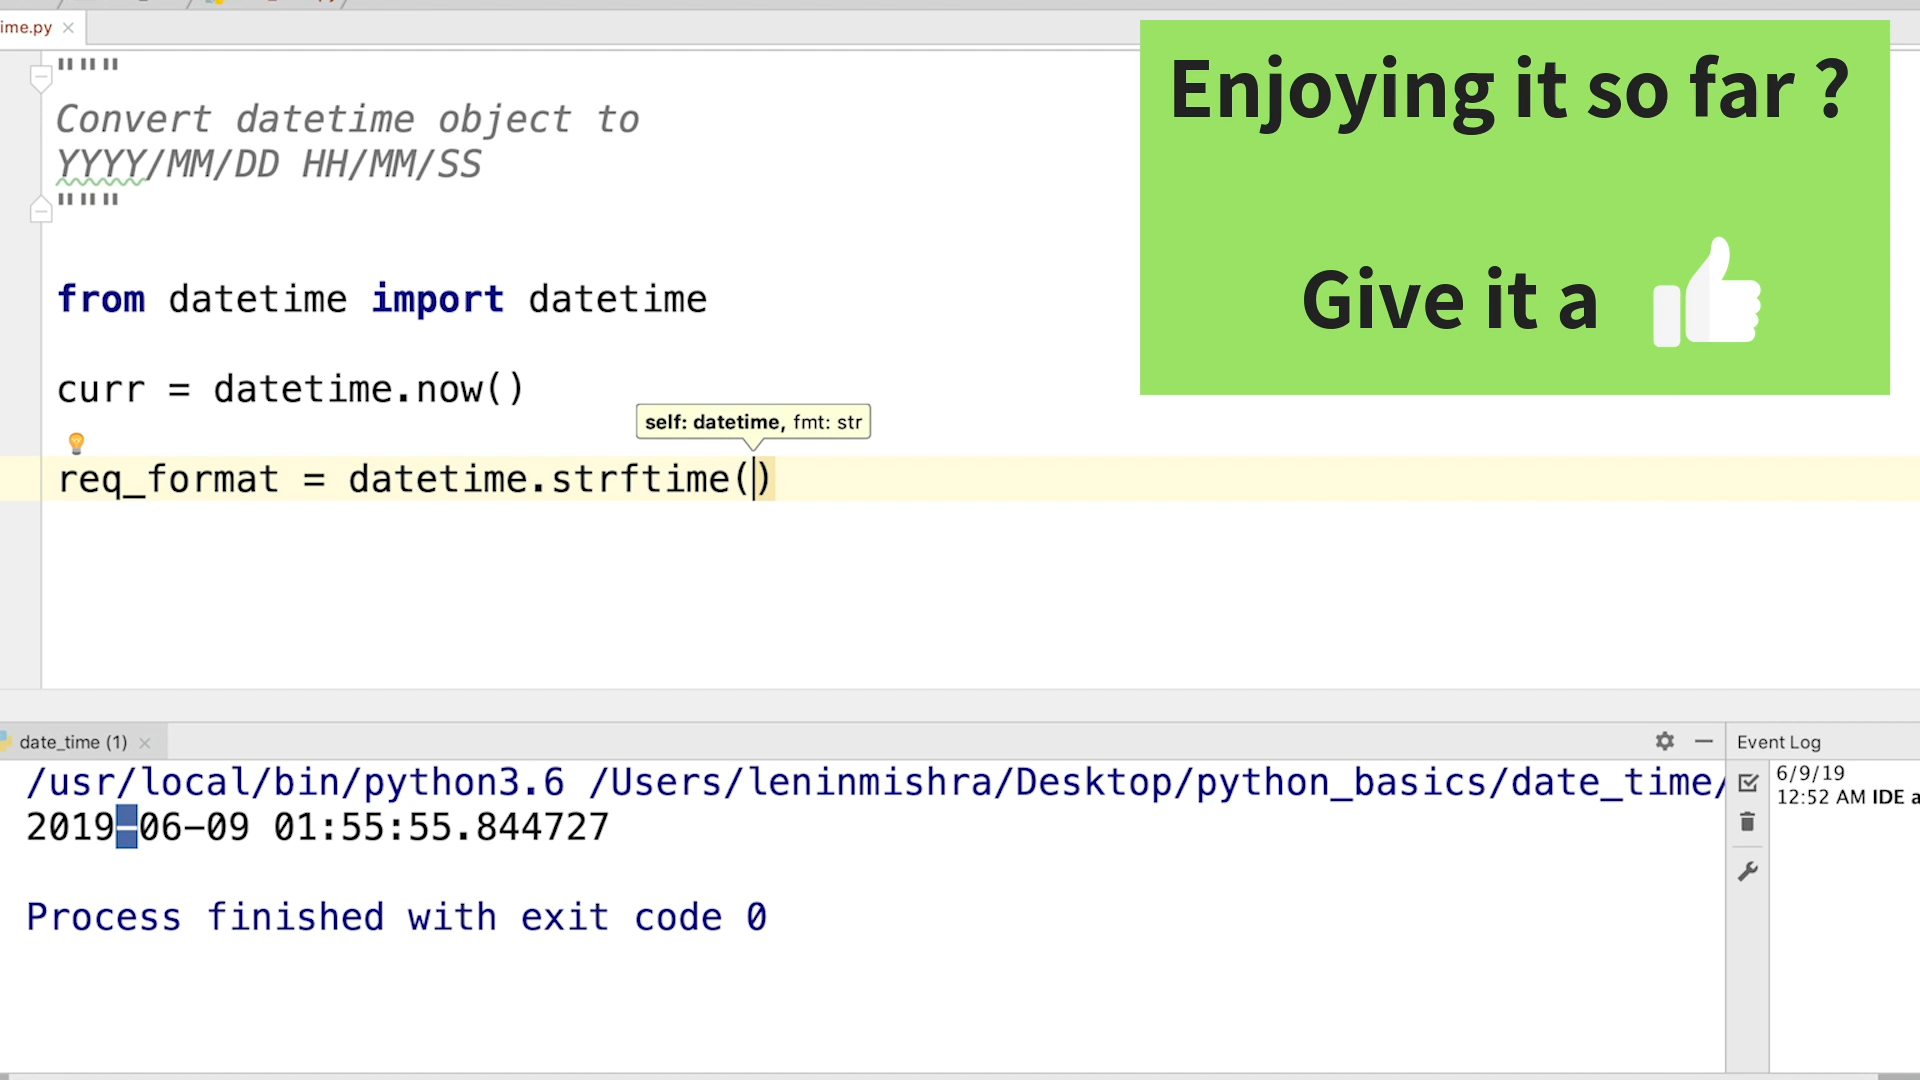 ime.py
"""
Convert datetime object to
YYYY/MM/DD HH/MM/SS
"""
from datetime import datetime
curr = datetime.now()
self: datetime, fmt: str
req_format = datetime.strftime()
Enjoying it so far ?
Give it a
date_time (1)
/usr/local/bin/python3.6 /Users/leninmishra/Desktop/python_basics/date_time/
2019-06-09 01:55:55.844727
Process finished with exit code 0
Event Log
6/9/19
12:52 AM IDE a